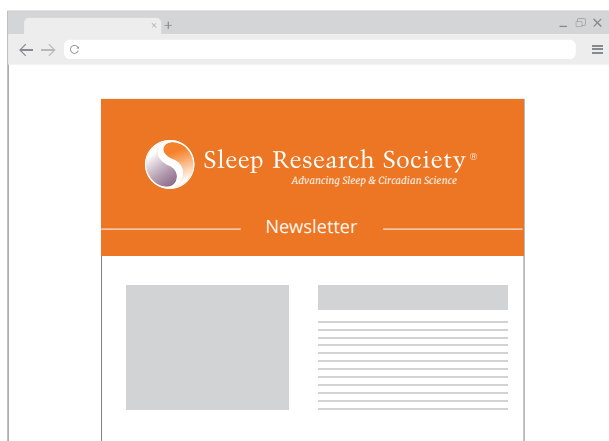 Sleep Research Society®
Advancing Sleep & Circadian Science
Newsletter